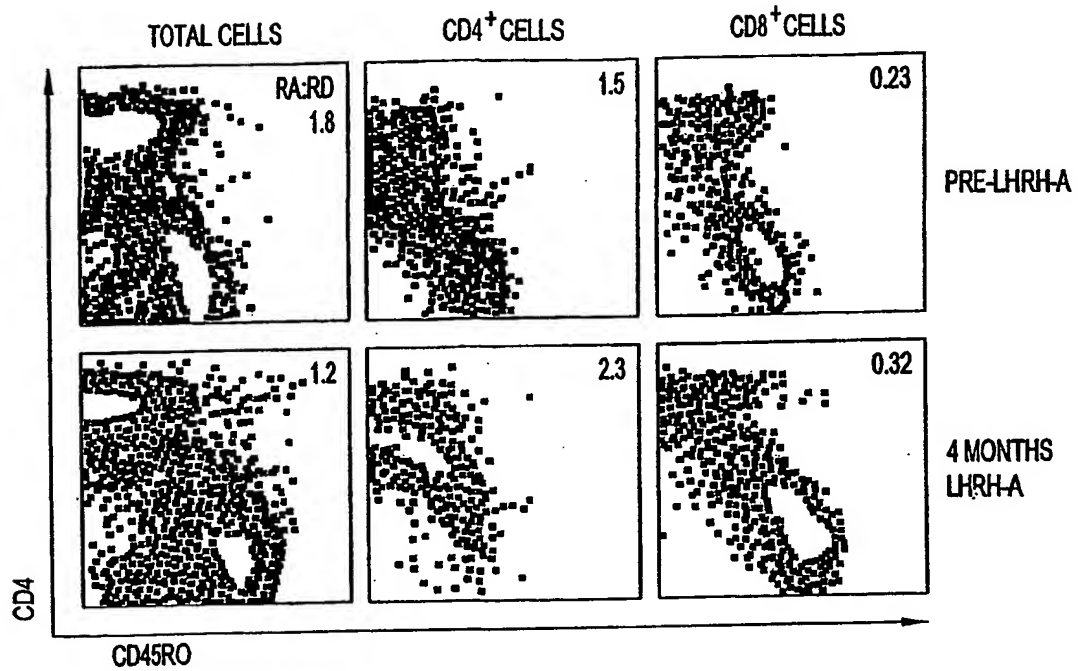 TOTAL CELLS
CD4+ CELLS
CD8+ CELLS
RA:RD
1.8
1.5
0.23
PRE-LHRH-A
1.2
2.3
0.32
4 MONTHS
LHRH-A
CD4
CD45RO